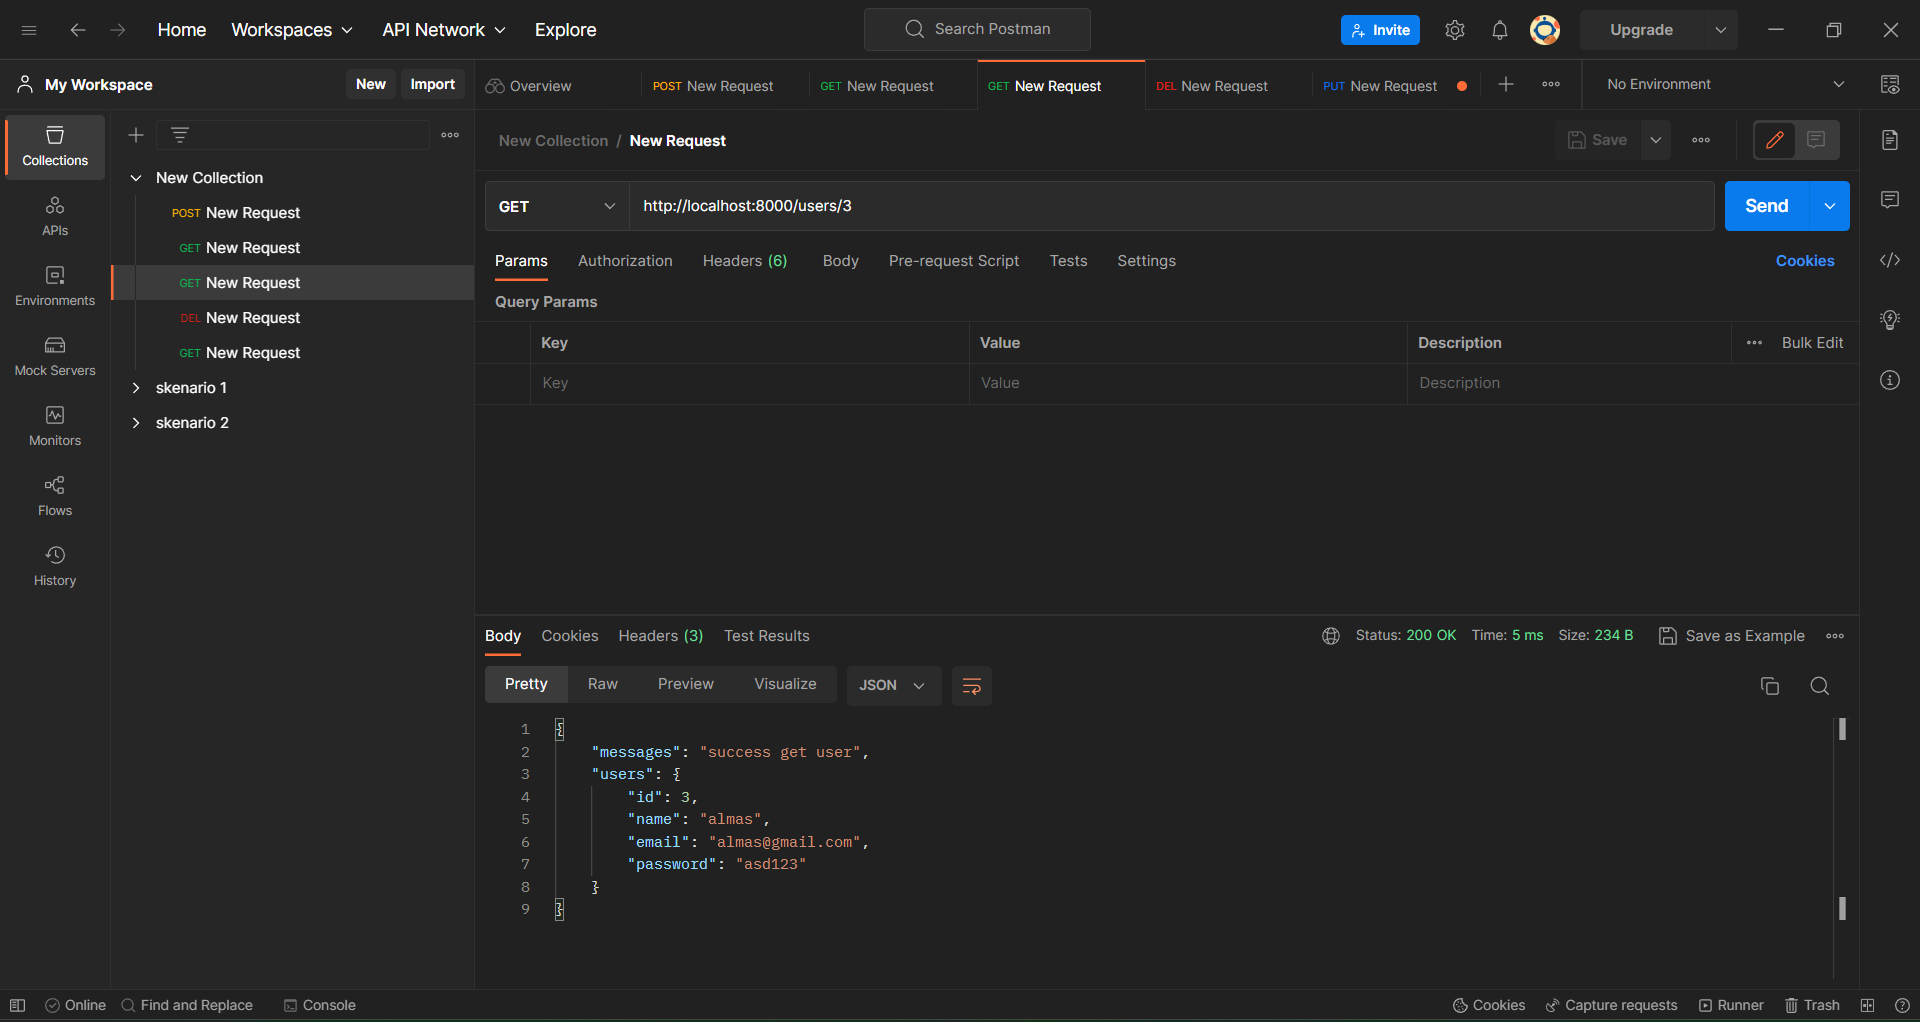 Home Workspaces API Network Explore Search Postman Invite Upgrade
My Workspace New Import Overview POST New Request GET New Request GET New Request DEL New Request PUT New Request No Environment
Collections
APIs
Environments
Mock Servers
Monitors
Flows
History
New Collection
POST New Request
GET New Request
GET New Request
DEL New Request
GET New Request
skenario 1
skenario 2
New Collection / New Request Save
GET http://localhost:8000/users/3 Send
Params Authorization Headers (6) Body Pre-request Script Tests Settings Cookies
Query Params
Key Value Description Bulk Edit
Key Value Description
Body Cookies Headers (3) Test Results Status: 200 OK Time: 5 ms Size: 234 B Save as Example
Pretty Raw Preview Visualize JSON
1 {
2 "messages": "success get user",
3 "users": {
4 "id": 3,
5 "name": "almas",
6 "email": "almas@gmail.com",
7 "password": "asd123"
8 }
9 }
Online Find and Replace Console Cookies Capture requests Runner Trash